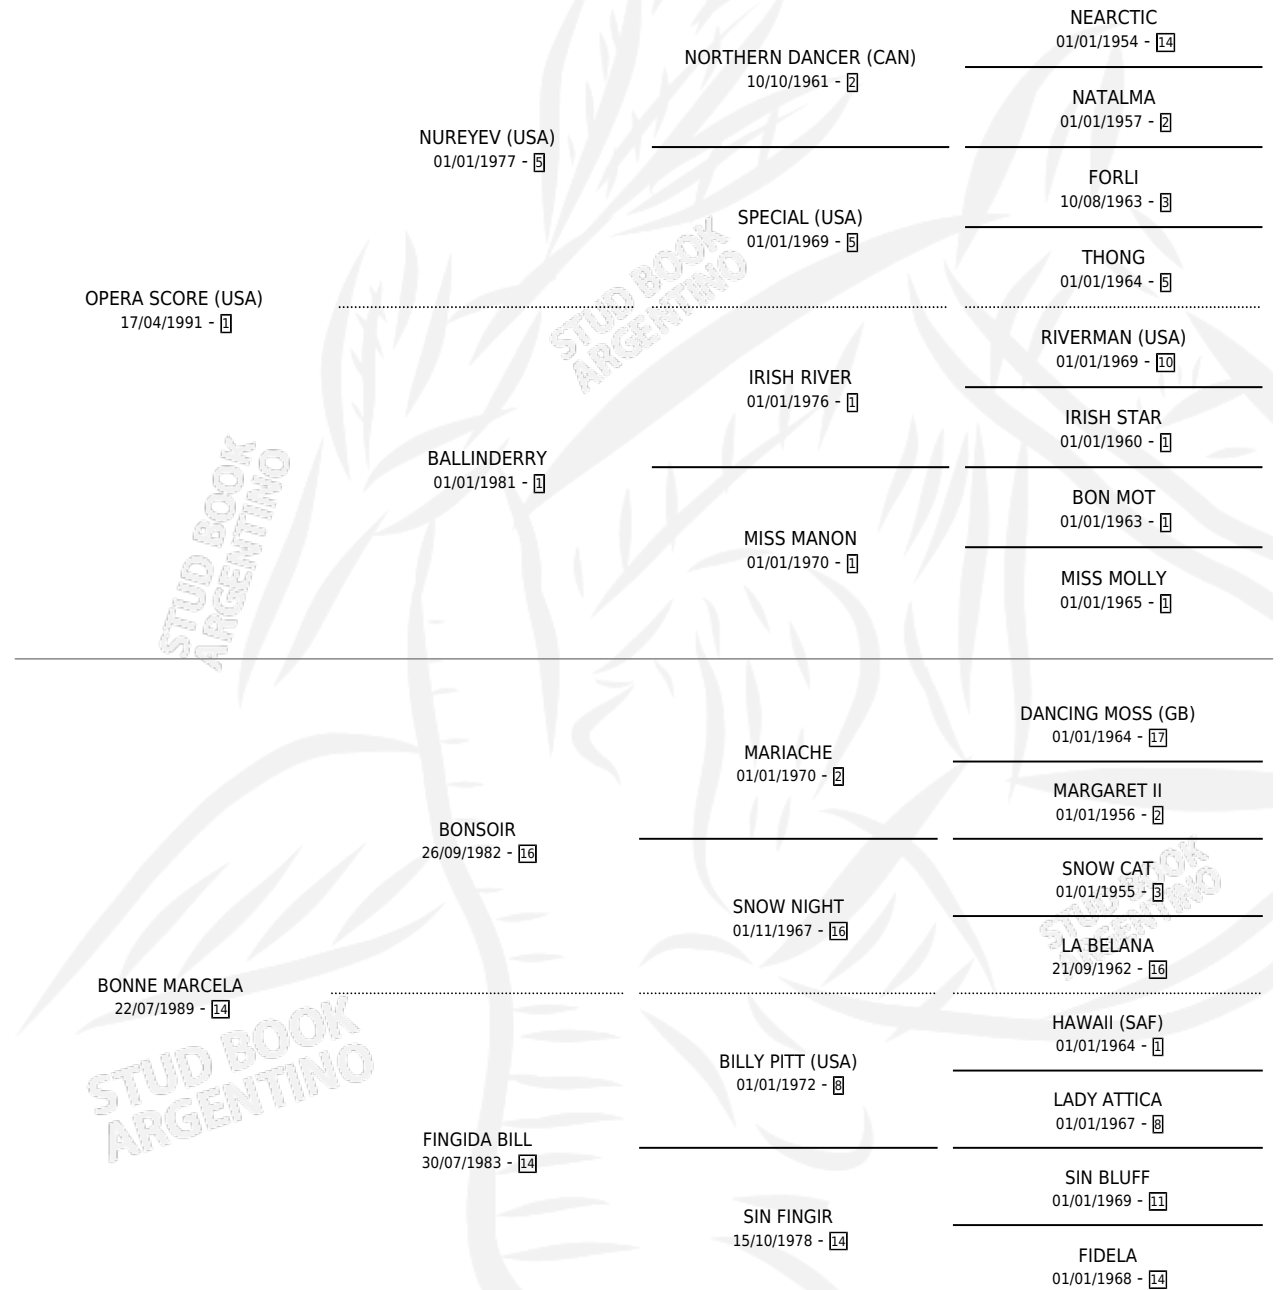 NEARCTIC
01/01/1954 - 14
NORTHERN DANCER (CAN)
10/10/1961 - 2
NATALMA
01/01/1957 - 2
NUREYEV (USA)
01/01/1977 - 5
FORLI
10/08/1963 - 3
SPECIAL (USA)
01/01/1969 - 5
THONG
01/01/1964 - 5
OPERA SCORE (USA)
17/04/1991 - 1
STUD BOOK
ARGENTINO
RIVERMAN (USA)
01/01/1969 - 10
IRISH RIVER
01/01/1976 - 1
IRISH STAR
01/01/1960 - 1
BALLINDERRY
01/01/1981 - 1
BON MOT
01/01/1963 - 1
MISS MANON
01/01/1970 - 1
MISS MOLLY
01/01/1965 - 1
STUD BOOK
ARGENTINO
DANCING MOSS (GB)
01/01/1964 - 17
MARIACHE
01/01/1970 - 2
MARGARET II
01/01/1956 - 2
BONSOIR
26/09/1982 - 16
SNOW CAT
01/01/1955 - 3
SNOW NIGHT
01/11/1967 - 16
STUD BOOK
ARGENTINO
LA BELANA
21/09/1962 - 16
BONNE MARCELA
22/07/1989 - 14
STUD BOOK
ARGENTINO
HAWAII (SAF)
01/01/1964 - 1
BILLY PITT (USA)
01/01/1972 - 8
LADY ATTICA
01/01/1967 - 8
FINGIDA BILL
30/07/1983 - 14
SIN BLUFF
01/01/1969 - 11
SIN FINGIR
15/10/1978 - 14
FIDELA
01/01/1968 - 14